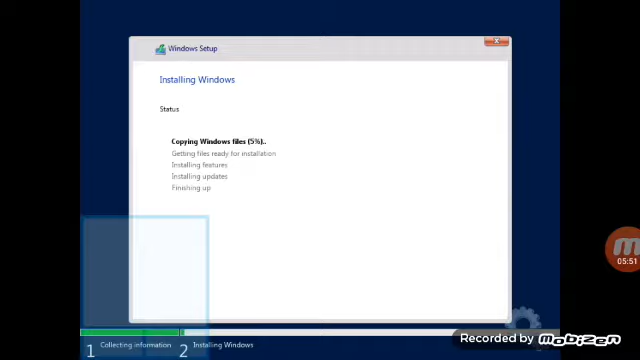 Windows Setup
Installing Windows
Status
Copying Windows files (5%)..
Getting files ready for installation
Installing features
Installing updates
Finishing up
05:51
Recorded by MOBIZEN
1 Collecting information 2 Installing Windows